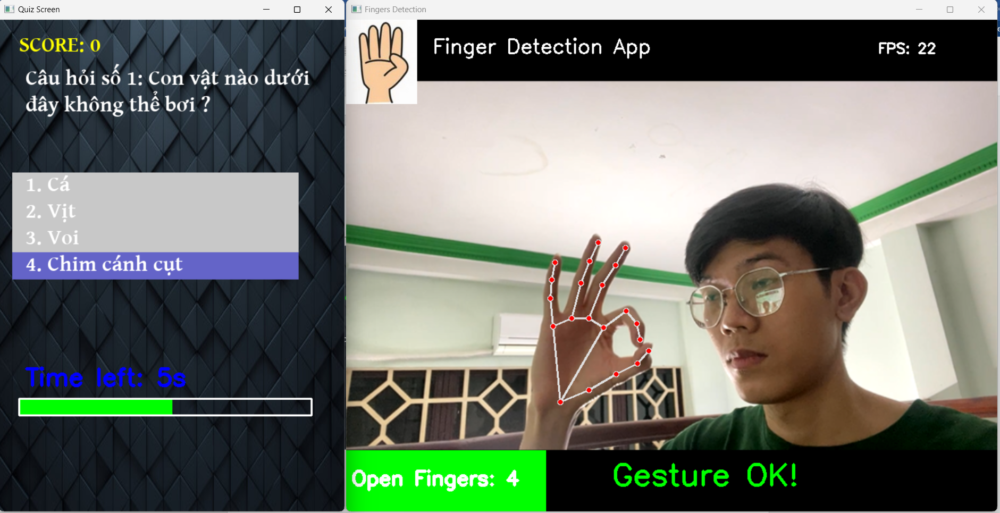 Quiz Screen
SCORE: 0
Câu hỏi số 1: Con vật nào dưới
đây không thể bơi ?
1. Cá
2. Vịt
3. Voi
4. Chim cánh cụt
Time left: 5s
Fingers Detection
Finger Detection App
FPS: 22
Open Fingers: 4
Gesture OK!